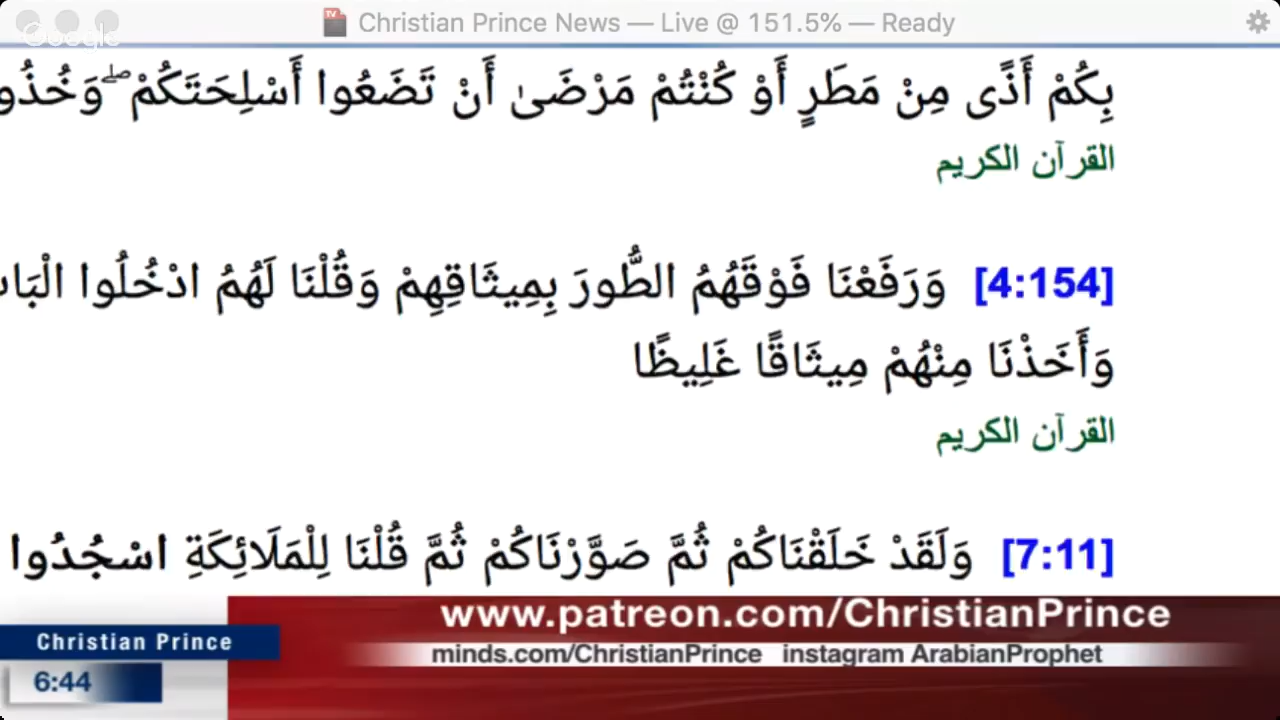 Christian Prince News — Live @ 151.5% — Ready
Google
بِكُمْ أَذًى مِنْ مَطَرٍ أَوْ كُنْتُمْ مَرْضَىٰ أَنْ تَضَعُوا أَسْلِحَتَكُمْ ۖ وَخُذُو
القرآن الكريم
[4:154] وَرَفَعْنَا فَوْقَهُمُ الطُّورَ بِمِيثَاقِهِمْ وَقُلْنَا لَهُمُ ادْخُلُوا الْبَا
وَأَخَذْنَا مِنْهُمْ مِيثَاقًا غَلِيظًا
القرآن الكريم
[7:11] وَلَقَدْ خَلَقْنَاكُمْ ثُمَّ صَوَّرْنَاكُمْ ثُمَّ قُلْنَا لِلْمَلَائِكَةِ اسْجُدُوا
www.patreon.com/ChristianPrince
Christian Prince
minds.com/ChristianPrince instagram ArabianProphet
6:44